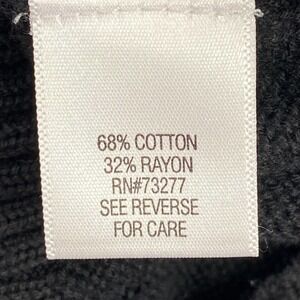 68% COTTON
32% RAYON
RN#73277
SEE REVERSE
FOR CARE